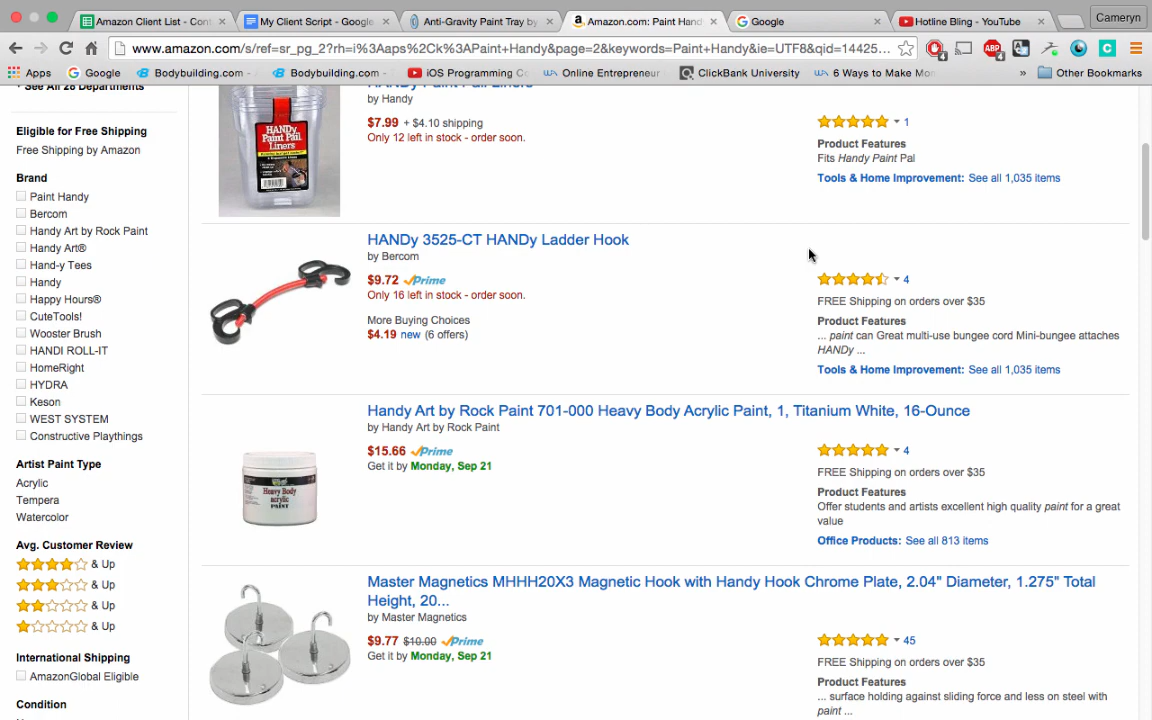 Amazon Client List - Cont
My Client Script - Google
Anti-Gravity Paint Tray by
Amazon.com: Paint Hand
Google
Hotline Bling - YouTube
Cameryn
www.amazon.com/s/ref=sr_pg_2?rh=i%3Aaps%2Ck%3APaint+Handy&page=2&keywords=Paint+Handy&ie=UTF8&qid=14425...
4
ABP
4
C
Apps
Google
Bodybuilding.com -
Bodybuilding.com -
iOS Programming Co
Online Entrepreneur
ClickBank University
6 Ways to Make Mon
»
Other Bookmarks
See All 28 Departments
Eligible for Free Shipping
Free Shipping by Amazon
Brand
Paint Handy
Bercom
Handy Art by Rock Paint
Handy Art®
Hand-y Tees
Handy
Happy Hours®
CuteTools!
Wooster Brush
HANDI ROLL-IT
HomeRight
HYDRA
Keson
WEST SYSTEM
Constructive Playthings
Artist Paint Type
Acrylic
Tempera
Watercolor
Avg. Customer Review
& Up
& Up
& Up
& Up
International Shipping
AmazonGlobal Eligible
Condition
HANDy Paint Pail Liners
by Handy
$7.99 + $4.10 shipping
Only 12 left in stock - order soon.
1
Product Features
Fits Handy Paint Pal
Tools & Home Improvement: See all 1,035 items
HANDy
Paint Pail
Liners
HANDy 3525-CT HANDy Ladder Hook
by Bercom
$9.72 Prime
Only 16 left in stock - order soon.
More Buying Choices
$4.19 new (6 offers)
4
FREE Shipping on orders over $35
Product Features
... paint can Great multi-use bungee cord Mini-bungee attaches
HANDy ...
Tools & Home Improvement: See all 1,035 items
Handy Art by Rock Paint 701-000 Heavy Body Acrylic Paint, 1, Titanium White, 16-Ounce
by Handy Art by Rock Paint
$15.66 Prime
Get it by Monday, Sep 21
4
FREE Shipping on orders over $35
Product Features
Offer students and artists excellent high quality paint for a great
value
Office Products: See all 813 items
Heavy Body
acrylic
PAINT
Master Magnetics MHHH20X3 Magnetic Hook with Handy Hook Chrome Plate, 2.04" Diameter, 1.275" Total
Height, 20...
by Master Magnetics
$9.77 $10.00 Prime
Get it by Monday, Sep 21
45
FREE Shipping on orders over $35
Product Features
... surface holding against sliding force and less on steel with
paint ...